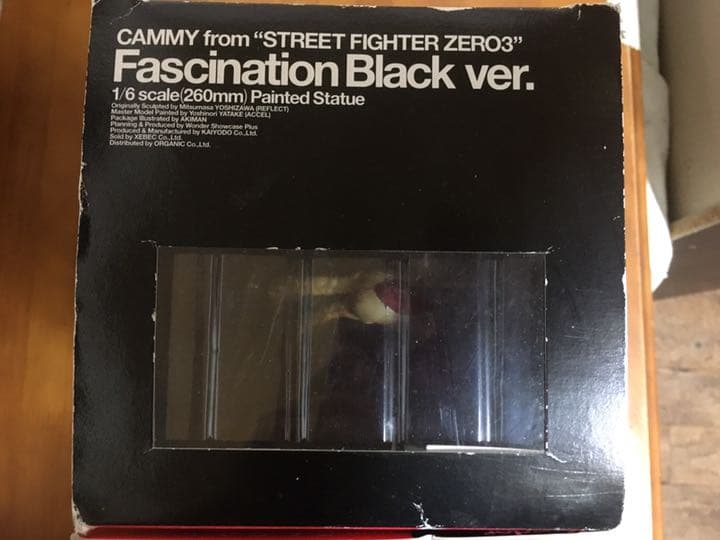 CAMMY from “STREET FIGHTER ZERO3”
Fascination Black ver.
1/6 scale(260mm) Painted Statue
Originally Sculpted by Mitsumasa YOSHIZAWA (REFLECT)
Master Model Painted by Yoshinori YATAKE (ACCEL)
Package Illustrated by AKIMAN
Planning & Produced by Wonder Showcase Plus
Produced & Manufactured by KAIYODO Co.,Ltd.
Sold by XEBEC Co.,Ltd.
Distributed by ORGANIC Co.,Ltd.